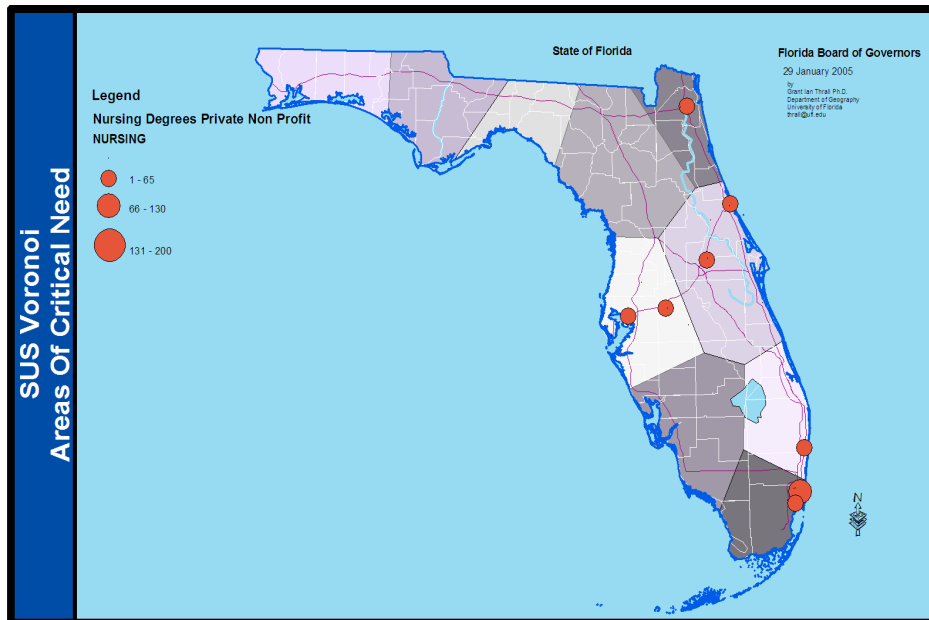 SUS Voronoi
Areas Of Critical Need
State of Florida
Florida Board of Governors
29 January 2005
by
Grant Ian Thrall Ph.D.
Department of Geography
University of Florida
thrall@ufl.edu
Legend
Nursing Degrees Private Non Profit
NURSING
1 - 65
66 - 130
131 - 200
N